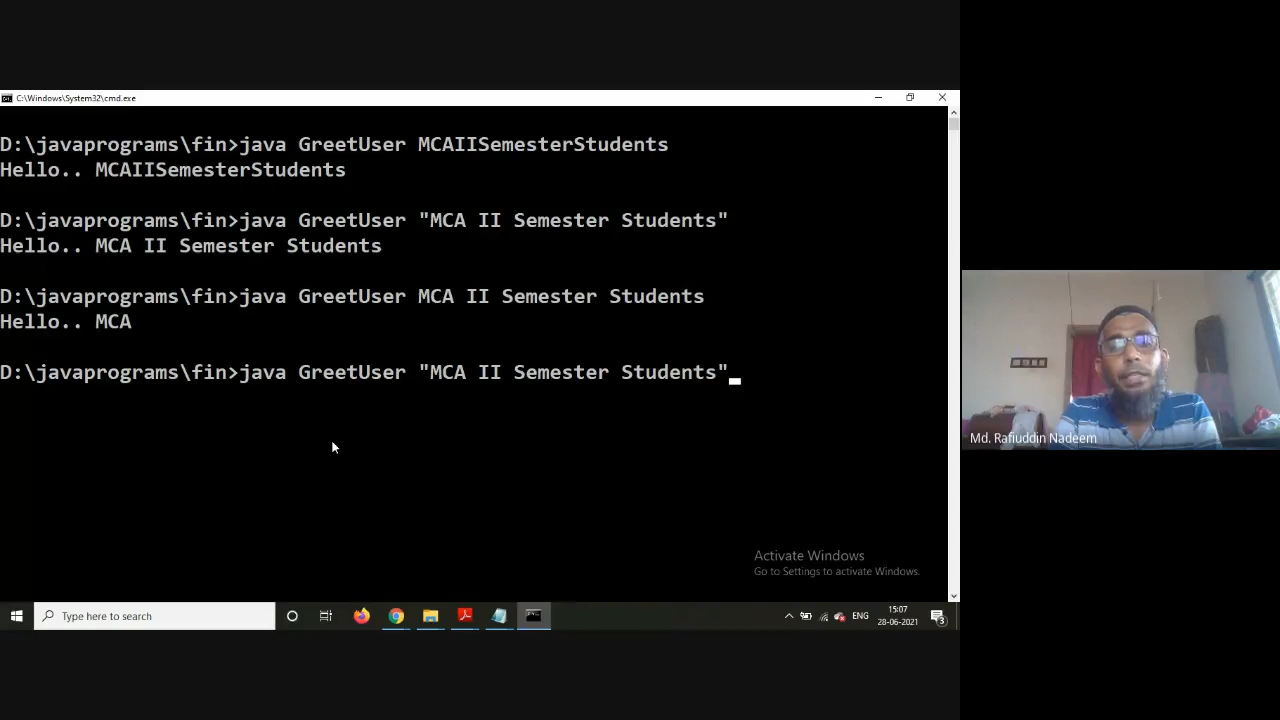 C:\Windows\System32\cmd.exe
D:\javaprograms\fin>java GreetUser MCAIISemesterStudents
Hello.. MCAIISemesterStudents
D:\javaprograms\fin>java GreetUser "MCA II Semester Students"
Hello.. MCA II Semester Students
D:\javaprograms\fin>java GreetUser MCA II Semester Students
Hello.. MCA
D:\javaprograms\fin>java GreetUser "MCA II Semester Students"
Md. Rafiuddin Nadeem
Activate Windows
Go to Settings to activate Windows.
Type here to search
ENG
15:07
28-06-2021
3